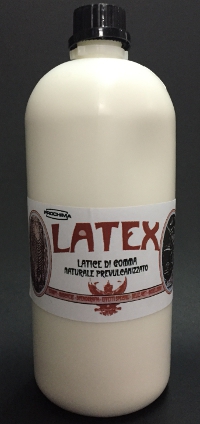 PROCHIMA
LATEX
LATICE DI GOMMA
NATURALE PREVULCANIZZATO